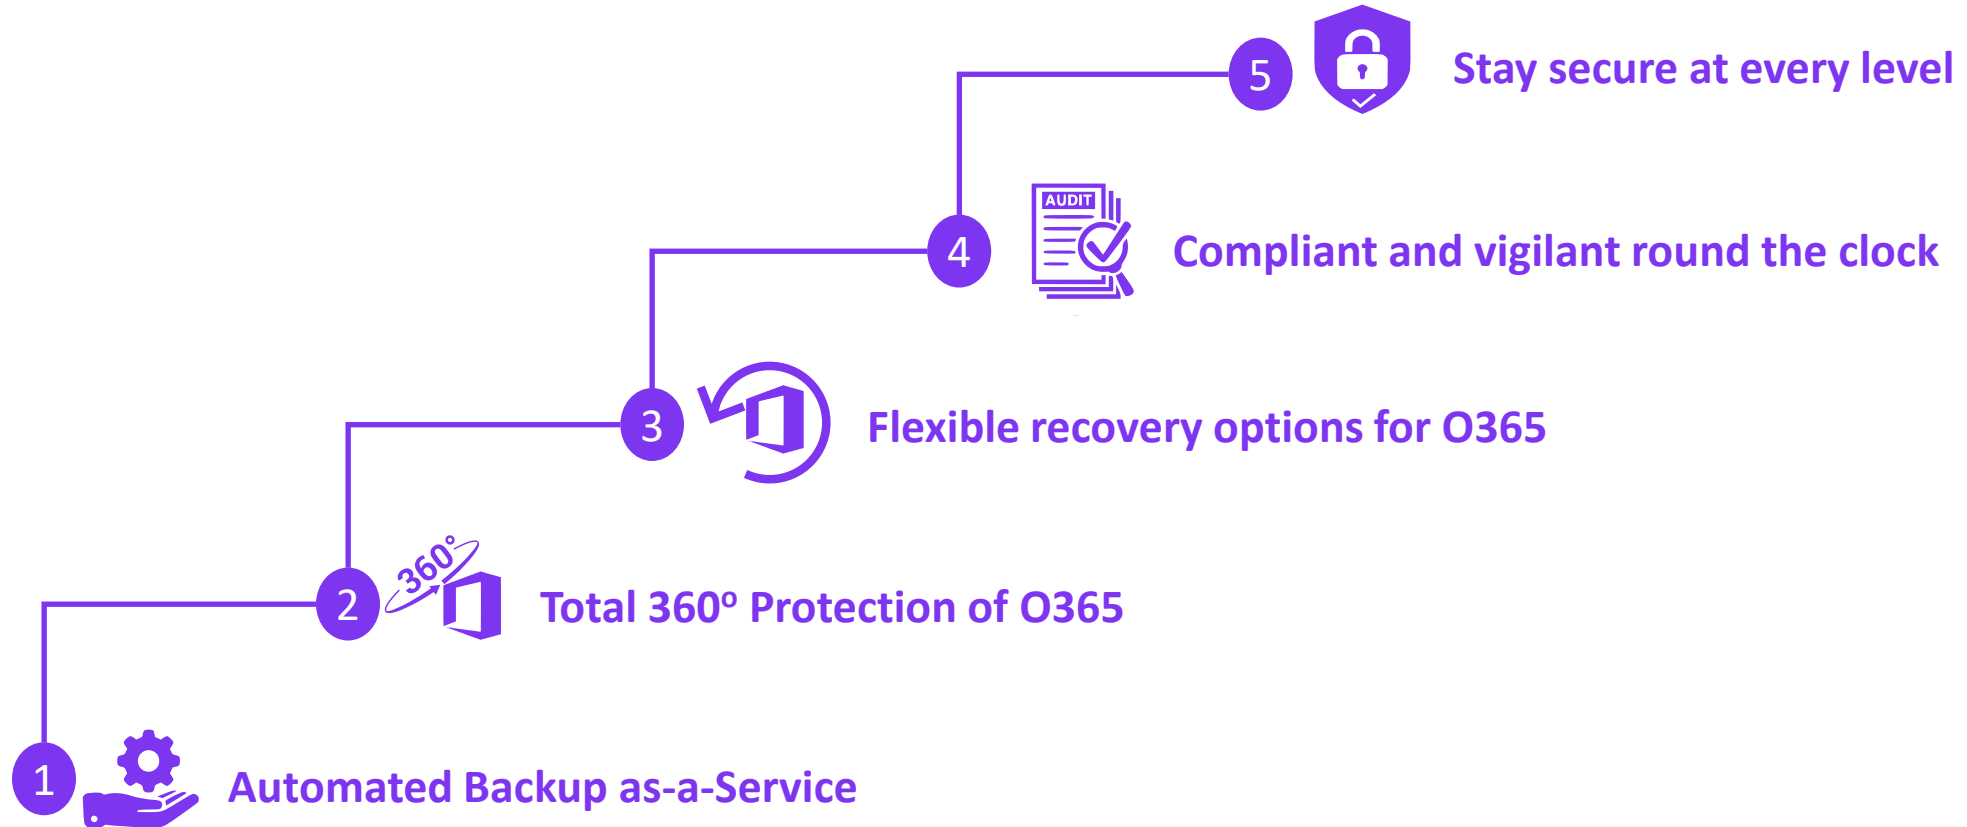 5
Stay secure at every level
AUDIT
4
Compliant and vigilant round the clock
3
Flexible recovery options for O365
360°
2
Total 360º Protection of O365
1
Automated Backup as-a-Service